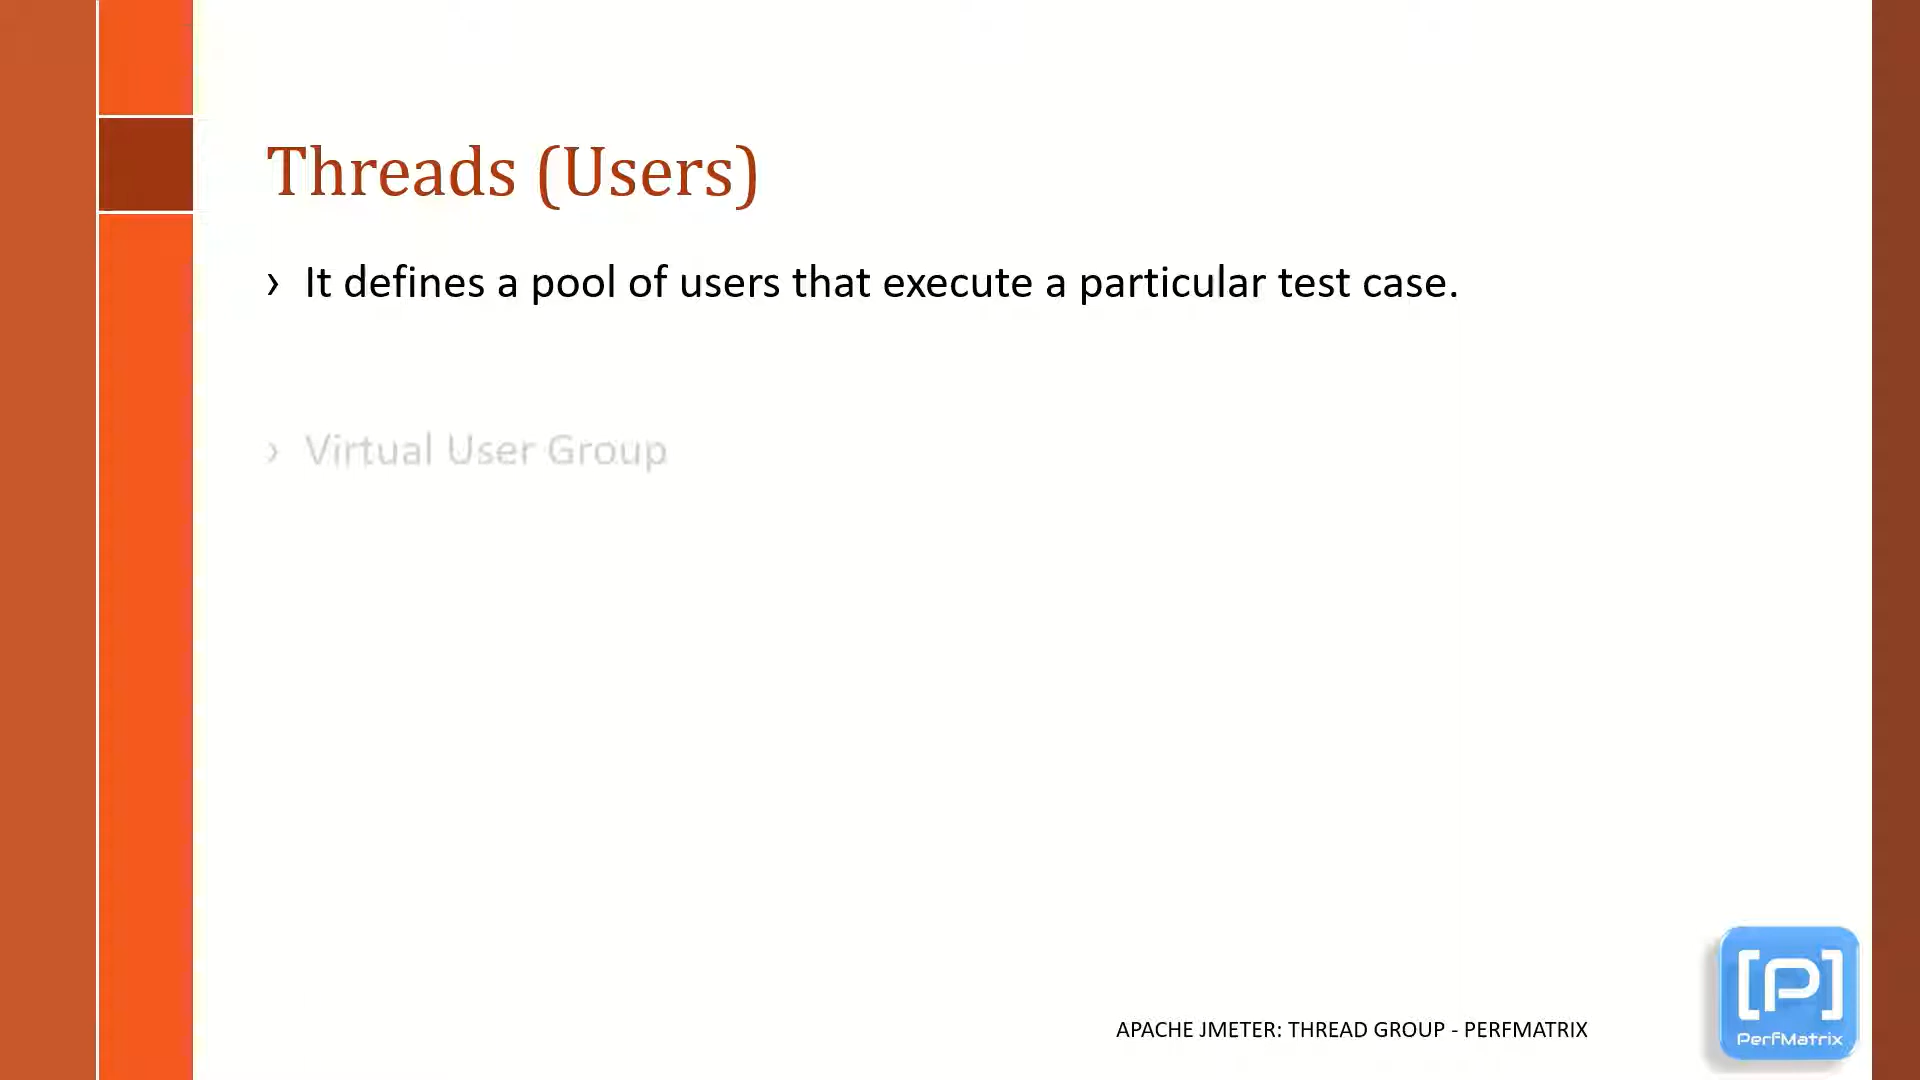 Threads (Users)
› It defines a pool of users that execute a particular test case.
› Virtual User Group
APACHE JMETER: THREAD GROUP - PERFMATRIX
[P]
PerfMatrix